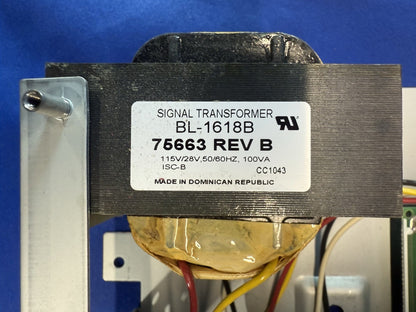 SIGNAL TRANSFORMER
BL-1618B
75663 REV B
115V/28V,50/60HZ, 100VA
ISC-B
CC1043
MADE IN DOMINICAN REPUBLIC